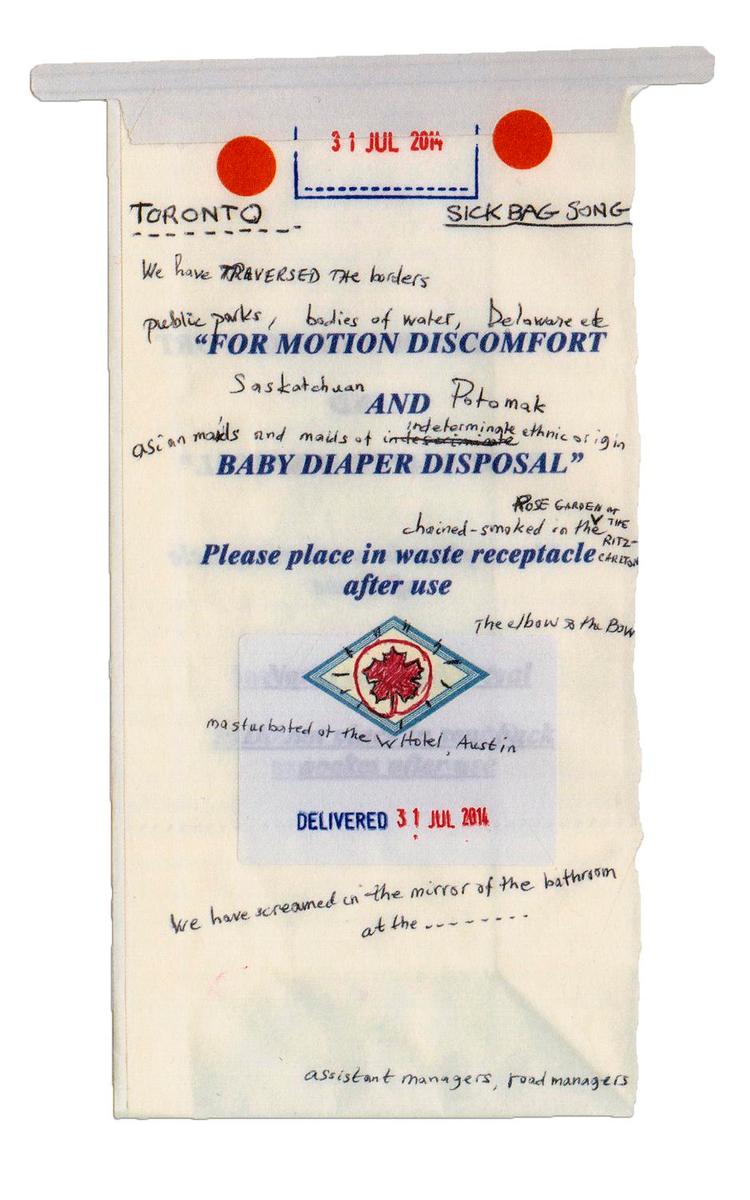 31 JUL 2014
TORONTO SICK BAG SONG
We have TRAVERSED THE borders
public parks, bodies of water, Delaware etc
“FOR MOTION DISCOMFORT
Saskatchuan AND Potomak
indeterminate
asian maids and maids of indescriminate ethnic origin
BABY DIAPER DISPOSAL”
ROSE GARDEN AT
chained-smoked in the THE
RITZ-
Please place in waste receptacle CARLTON
after use
The elbow to the Bow
masturbated at the W Hotel, Austin
DELIVERED 31 JUL 2014
We have screamed in the mirror of the bathroom
at the --------
assistant managers, road managers